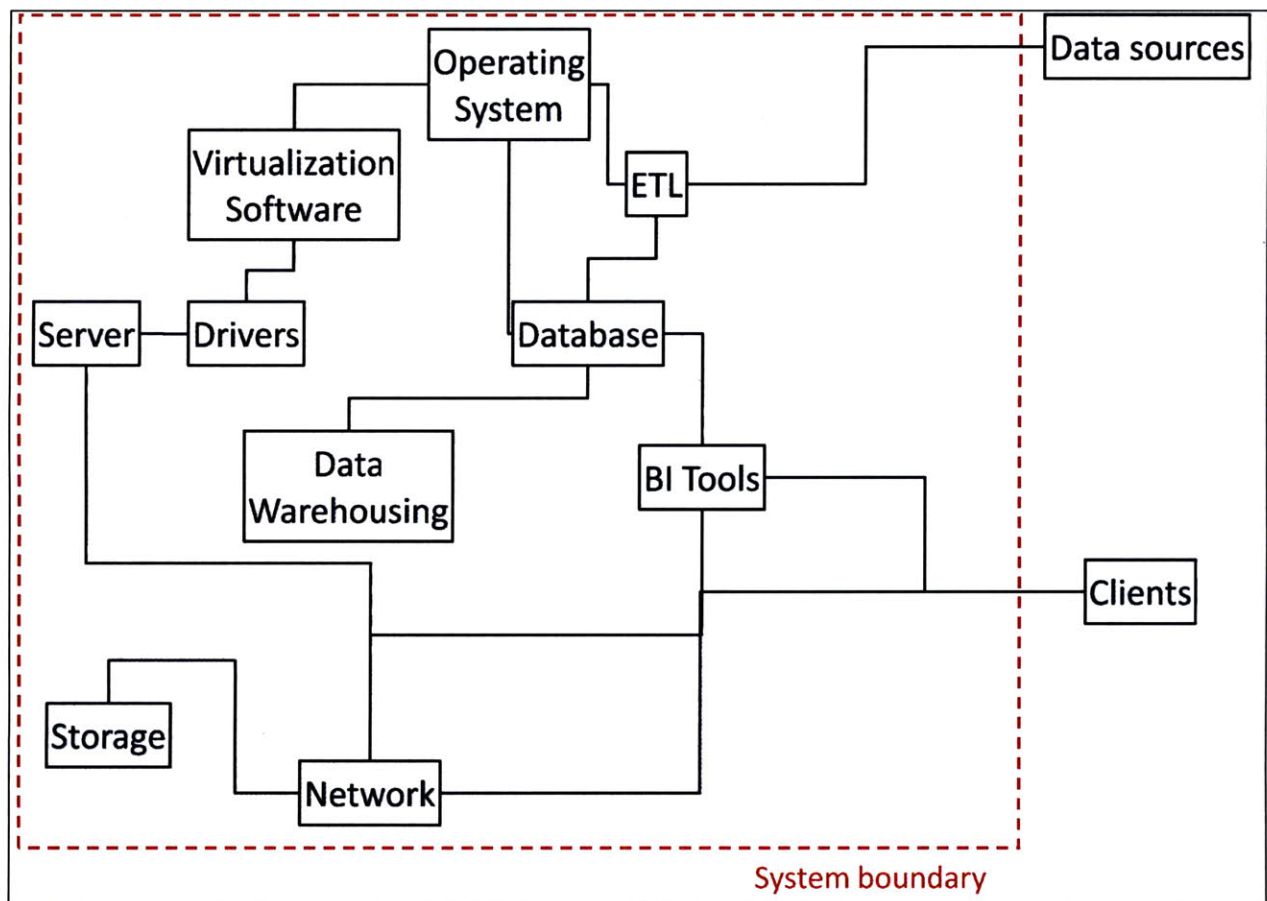 Operating
System
Data sources
Virtualization
Software
ETL
Server
Drivers
Database
Data
Warehousing
BI Tools
Clients
Storage
Network
System boundary